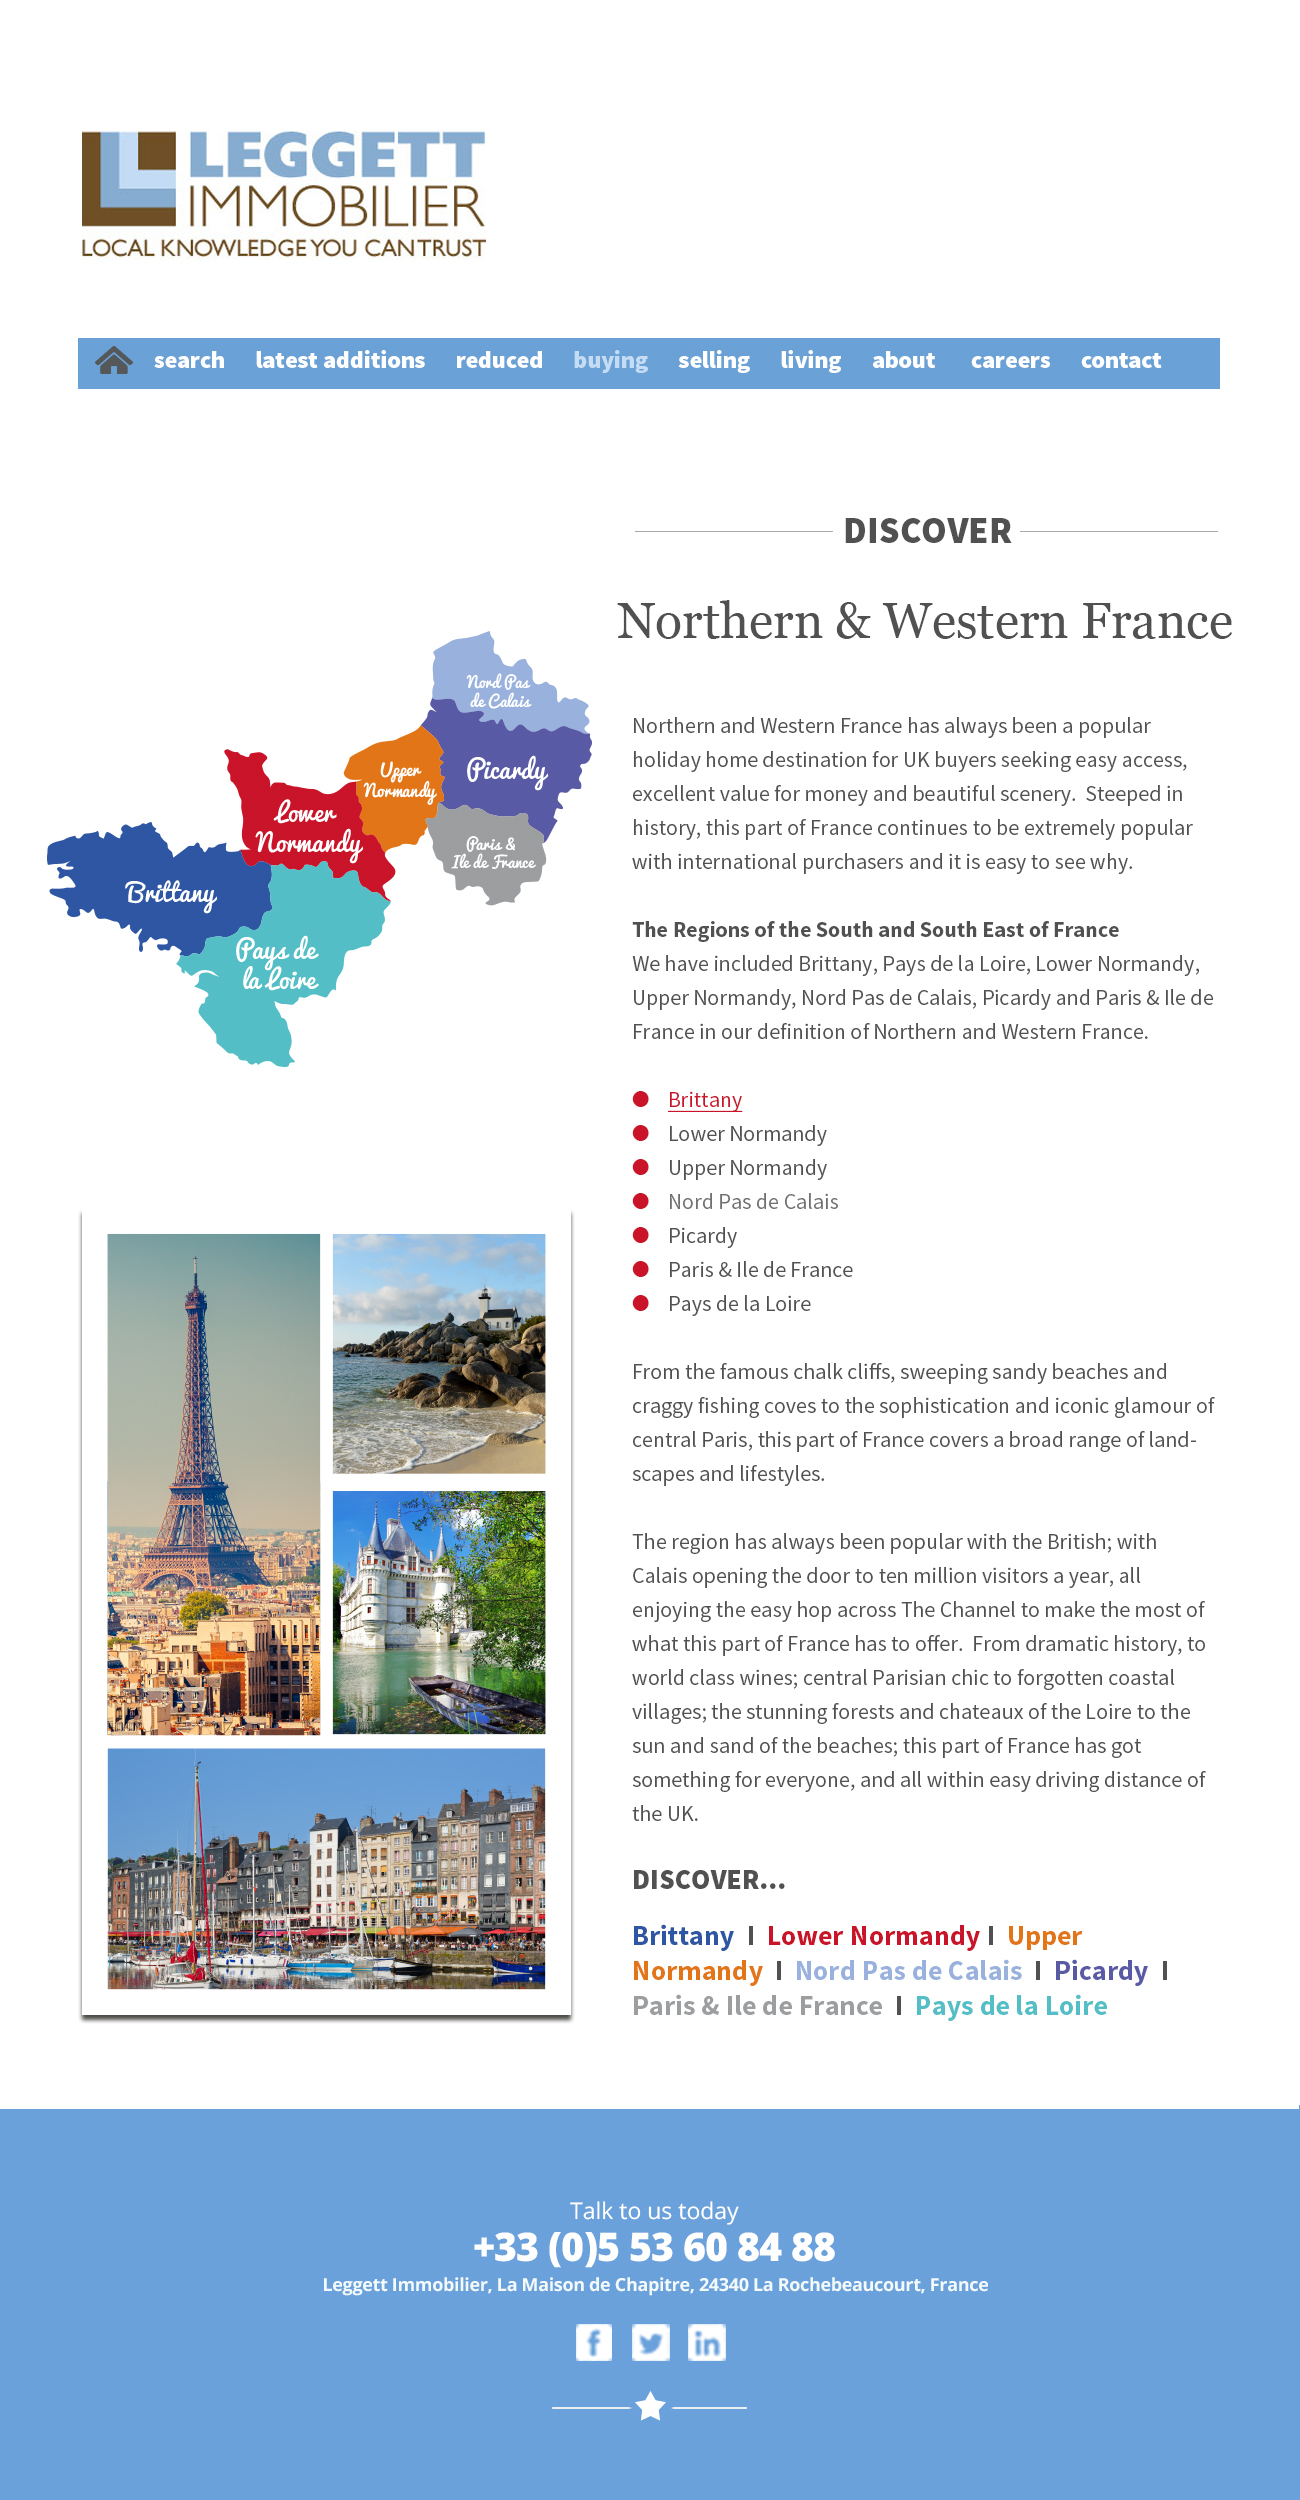 LEGGETT
IMMOBILIER
LOCAL KNOWLEDGE YOU CAN TRUST
search latest additions reduced buying selling living about careers contact
DISCOVER
Northern & Western France
Nord Pas
de Calais
Picardy
Upper
Normandy
Lower
Normandy
Paris &
Ile de France
Brittany
Pays de
la Loire
Northern and Western France has always been a popular
holiday home destination for UK buyers seeking easy access,
excellent value for money and beautiful scenery.  Steeped in
history, this part of France continues to be extremely popular
with international purchasers and it is easy to see why.
The Regions of the South and South East of France
We have included Brittany, Pays de la Loire, Lower Normandy,
Upper Normandy, Nord Pas de Calais, Picardy and Paris & Ile de
France in our definition of Northern and Western France.
Brittany
Lower Normandy
Upper Normandy
Nord Pas de Calais
Picardy
Paris & Ile de France
Pays de la Loire
From the famous chalk cliffs, sweeping sandy beaches and
craggy fishing coves to the sophistication and iconic glamour of
central Paris, this part of France covers a broad range of land-
scapes and lifestyles.
The region has always been popular with the British; with
Calais opening the door to ten million visitors a year, all
enjoying the easy hop across The Channel to make the most of
what this part of France has to offer.  From dramatic history, to
world class wines; central Parisian chic to forgotten coastal
villages; the stunning forests and chateaux of the Loire to the
sun and sand of the beaches; this part of France has got
something for everyone, and all within easy driving distance of
the UK.
DISCOVER...
Brittany I Lower Normandy I Upper
Normandy I Nord Pas de Calais I Picardy I
Paris & Ile de France I Pays de la Loire
Talk to us today
+33 (0)5 53 60 84 88
Leggett Immobilier, La Maison de Chapitre, 24340 La Rochebeaucourt, France
f in